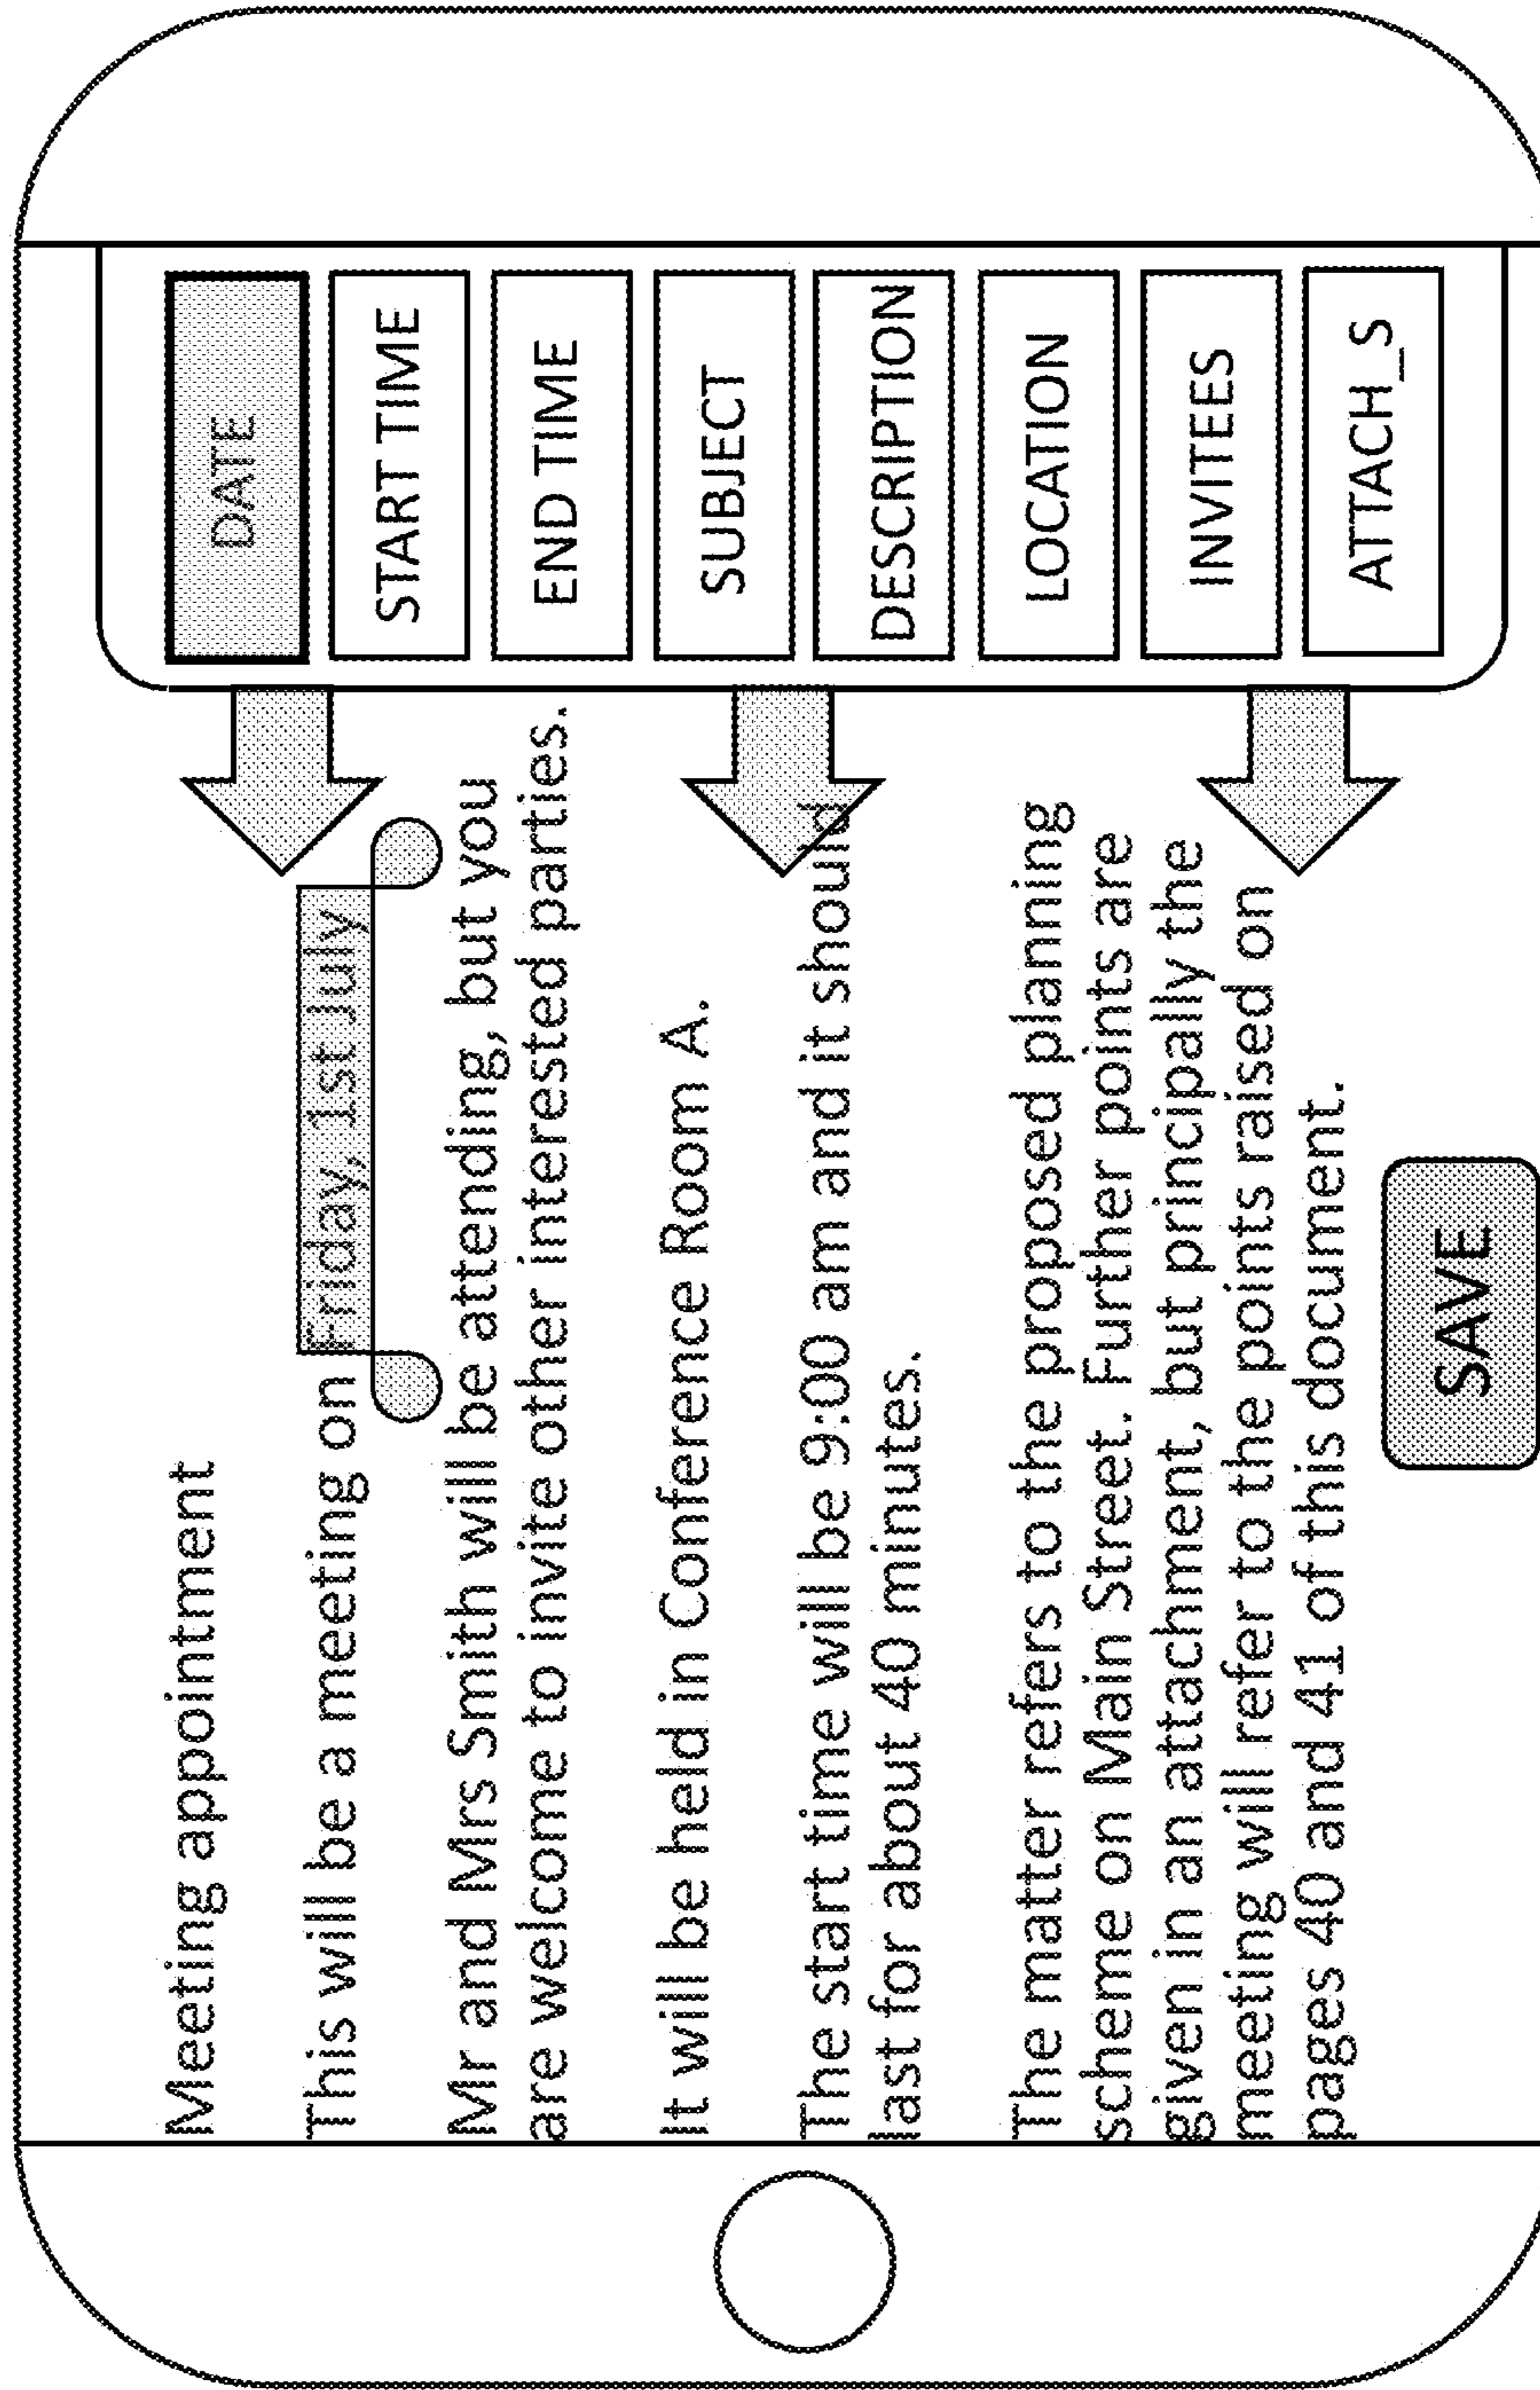 Meeting appointment
This will be a meeting on Friday, 1st July
Mr and Mrs Smith will be attending, but you
are welcome to invite other interested parties.
It will be held in Conference Room A.
The start time will be 9:00 am and it should
last for about 40 minutes.
The matter refers to the proposed planning
scheme on Main Street. Further points are
given in an attachment, but principally the
meeting will refer to the points raised on
pages 40 and 41 of this document.
SAVE
DATE
START TIME
END TIME
SUBJECT
DESCRIPTION
LOCATION
INVITEES
ATTACH_S